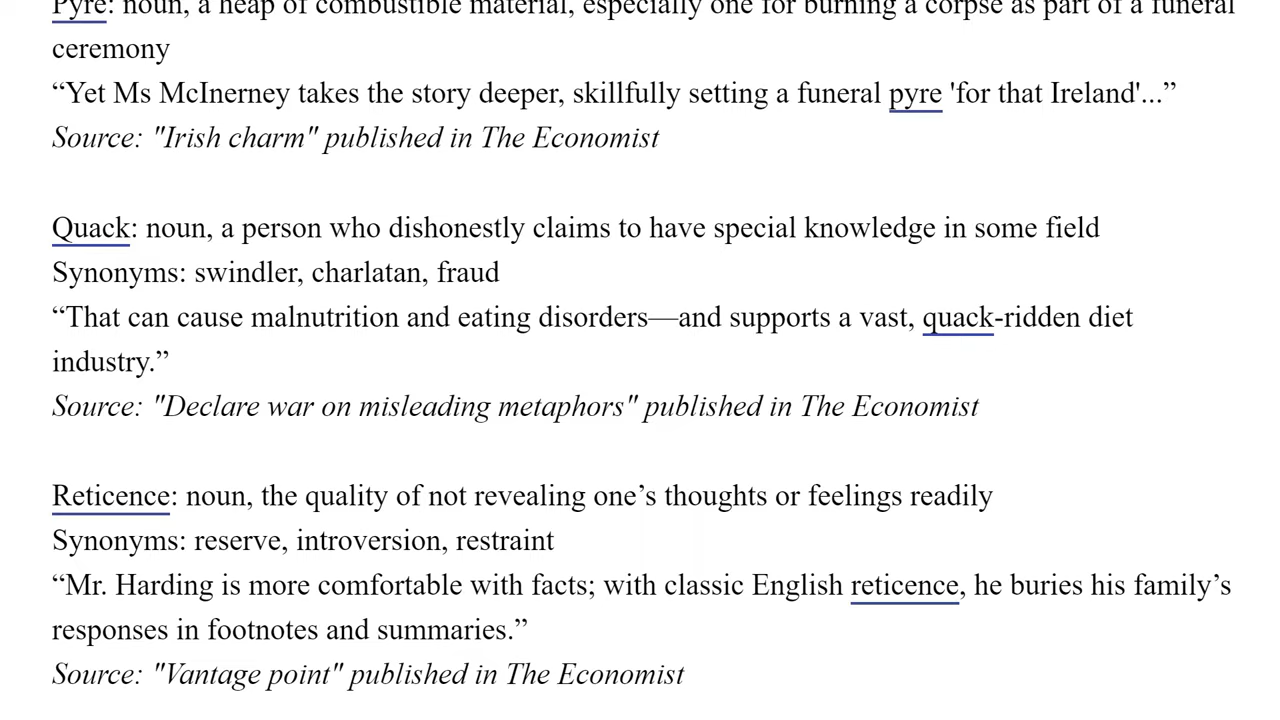 Pyre: noun, a heap of combustible material, especially one for burning a corpse as part of a funeral
ceremony
“Yet Ms McInerney takes the story deeper, skillfully setting a funeral pyre 'for that Ireland'...”
Source: "Irish charm" published in The Economist
Quack: noun, a person who dishonestly claims to have special knowledge in some field
Synonyms: swindler, charlatan, fraud
“That can cause malnutrition and eating disorders—and supports a vast, quack-ridden diet
industry.”
Source: "Declare war on misleading metaphors" published in The Economist
Reticence: noun, the quality of not revealing one’s thoughts or feelings readily
Synonyms: reserve, introversion, restraint
“Mr. Harding is more comfortable with facts; with classic English reticence, he buries his family’s
responses in footnotes and summaries.”
Source: "Vantage point" published in The Economist